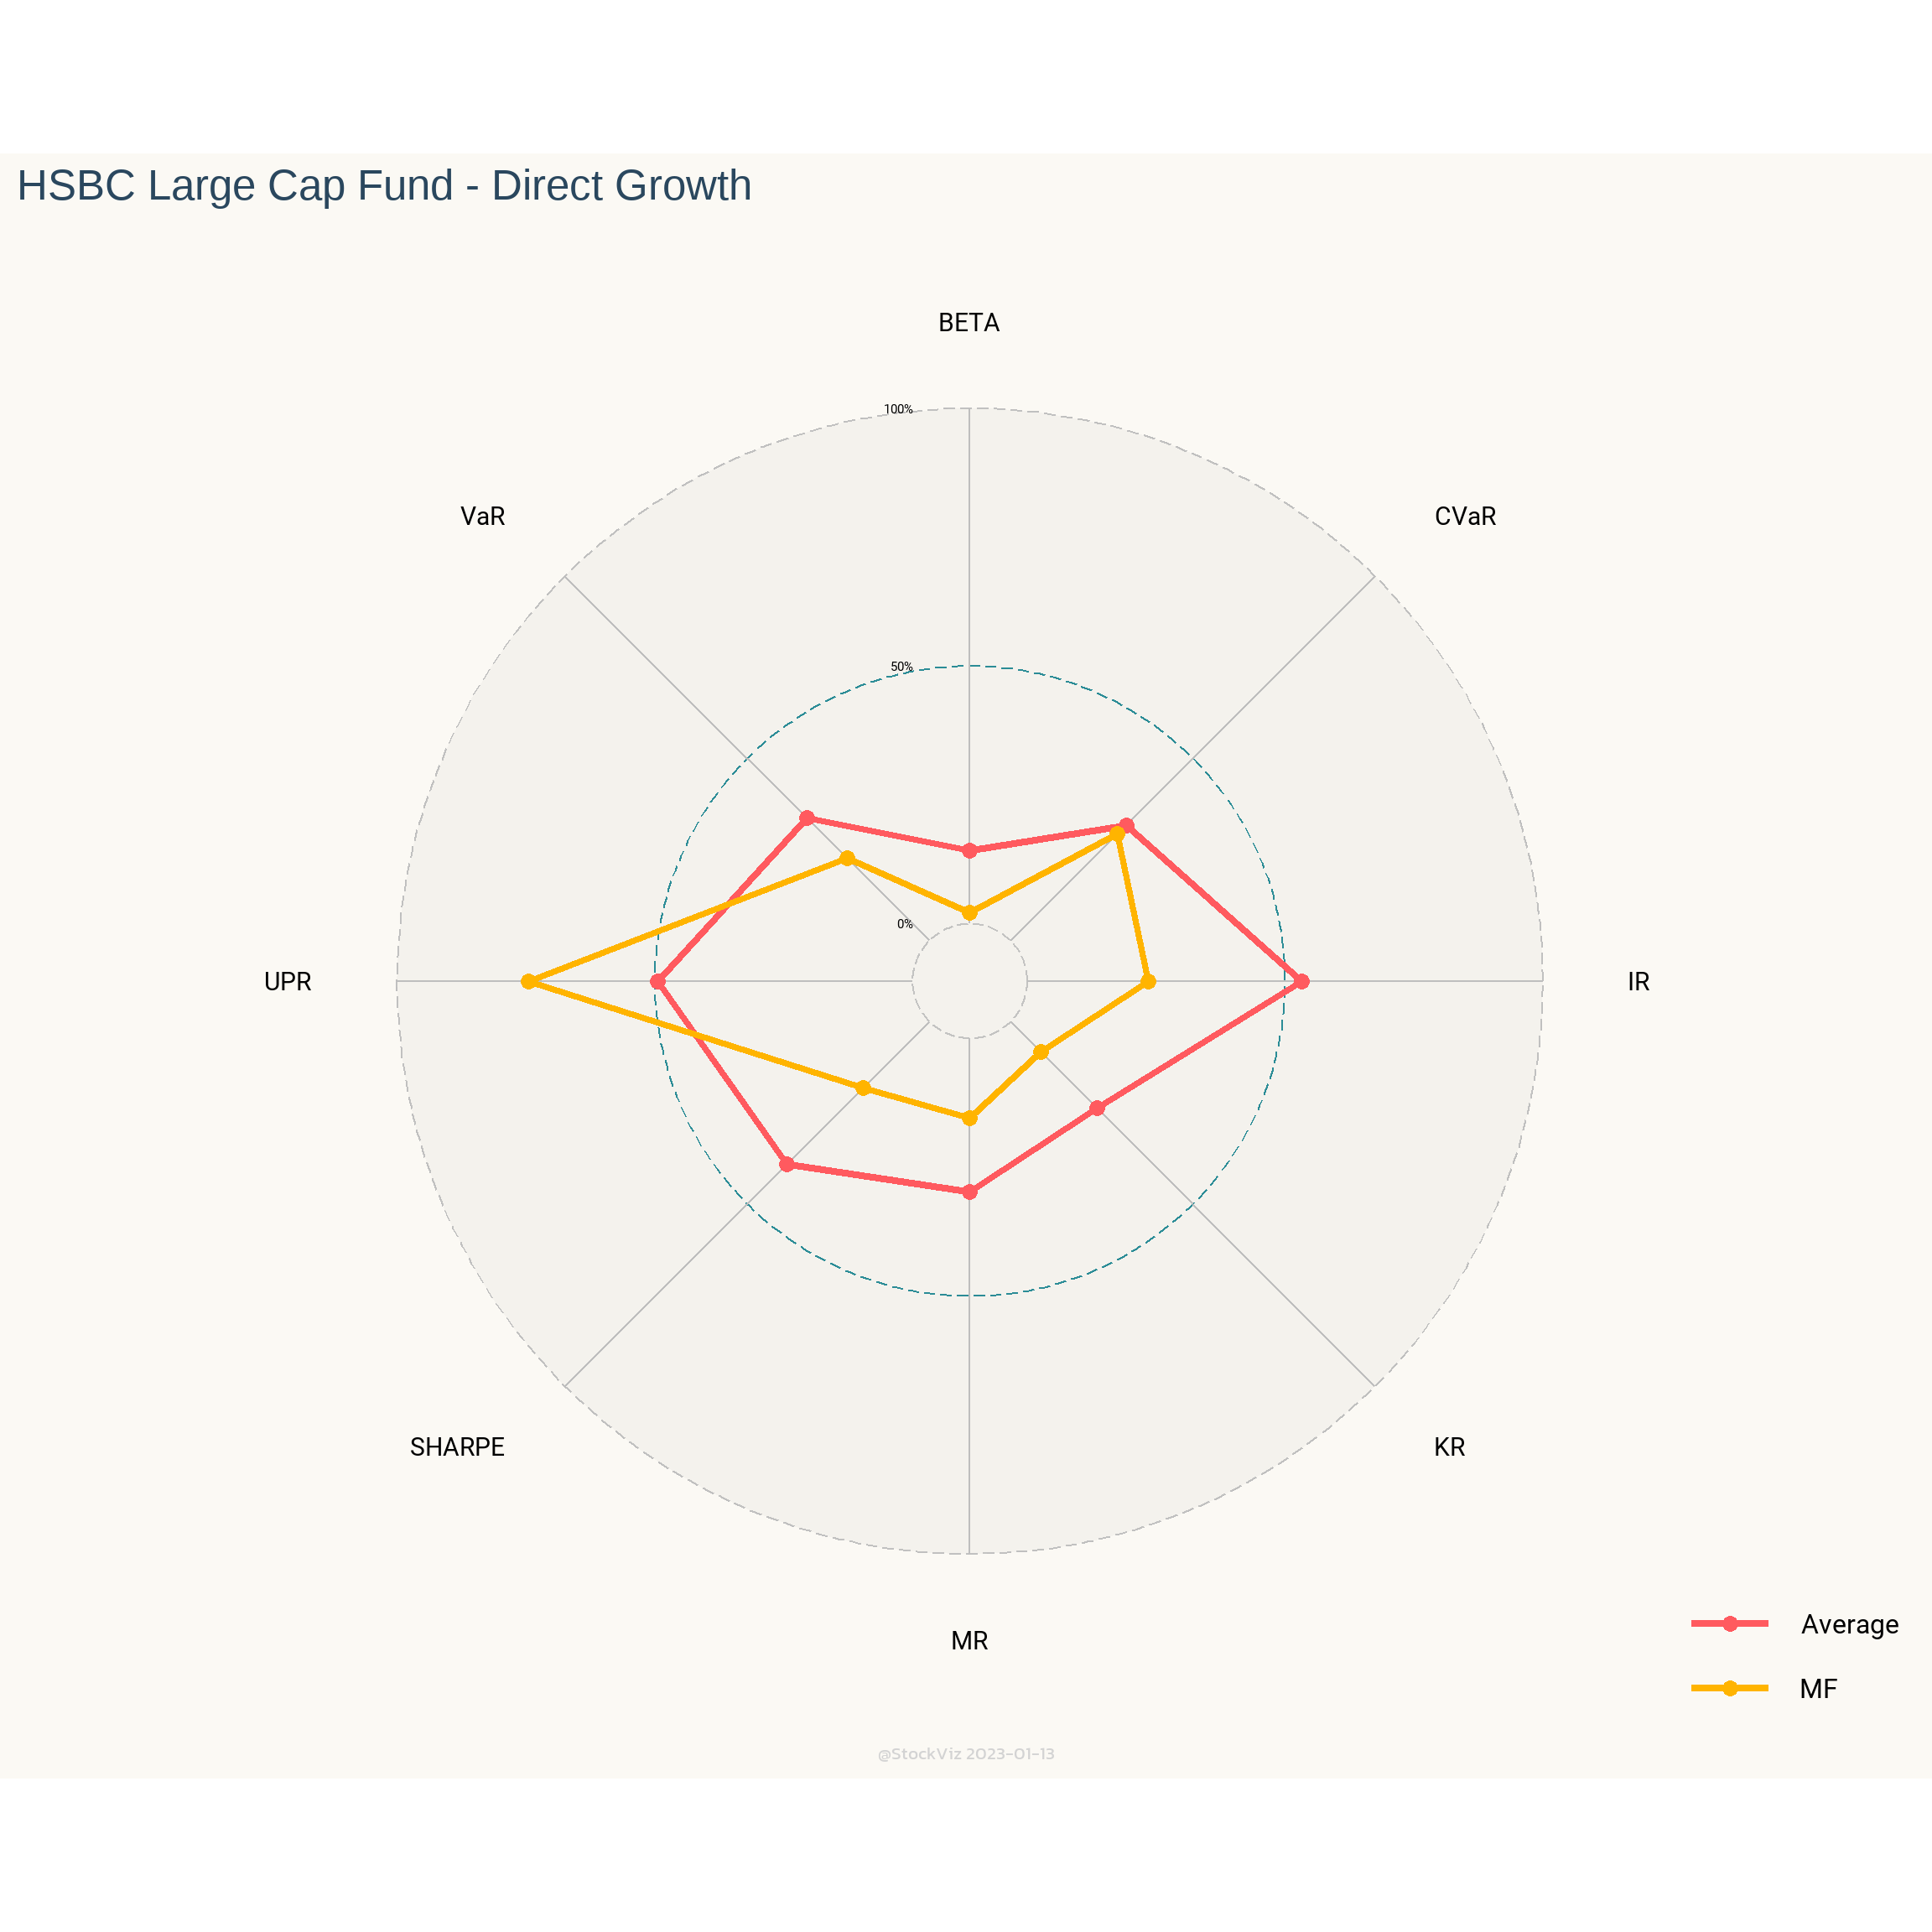 HSBC Large Cap Fund - Direct Growth
BETA
100%
VaR
CVaR
50%
0%
UPR
IR
SHARPE
KR
MR
Average
MF
@StockViz 2023-01-13